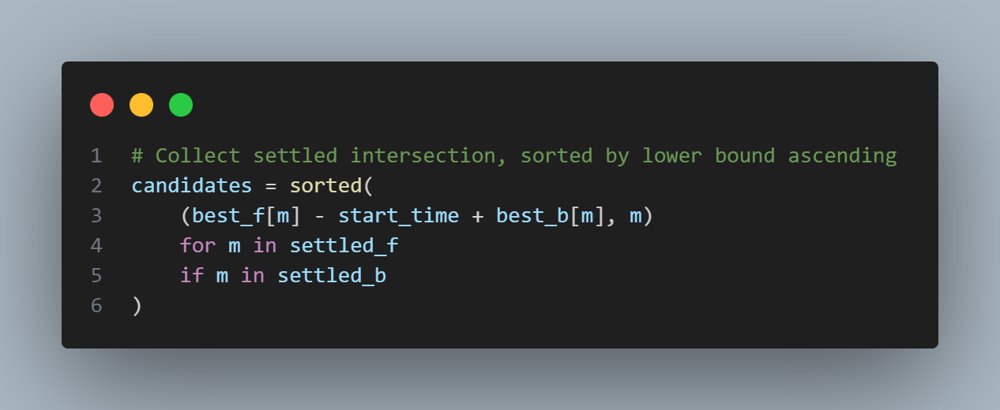 1 # Collect settled intersection, sorted by lower bound ascending
2 candidates = sorted(
3     (best_f[m] - start_time + best_b[m], m)
4     for m in settled_f
5     if m in settled_b
6 )